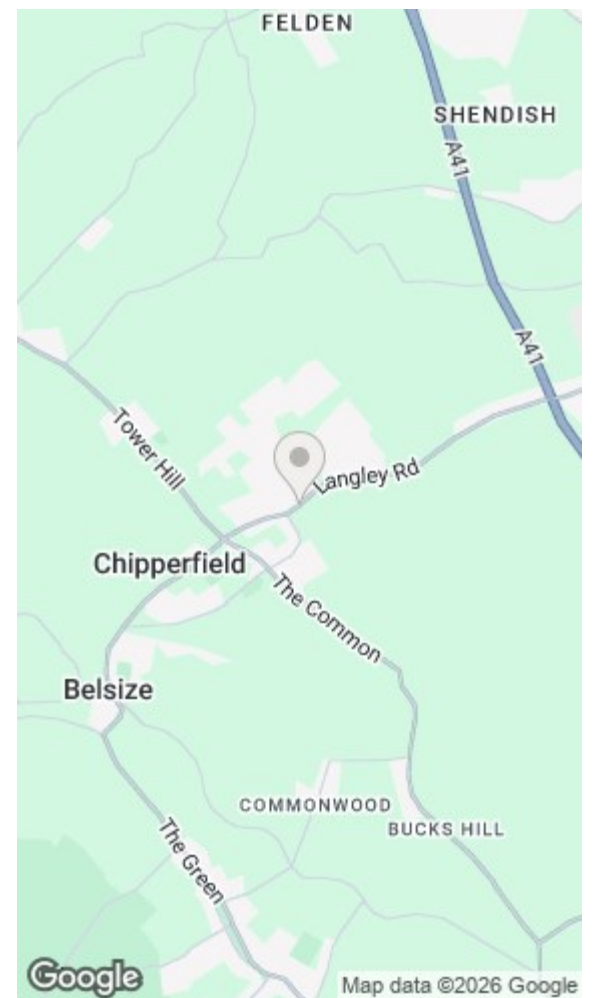 FELDEN
SHENDISH
A41
A41
Tower Hill
Langley Rd
Chipperfield
The Common
Belsize
COMMONWOOD
BUCKS HILL
The Green
Google
Map data ©2026 Google